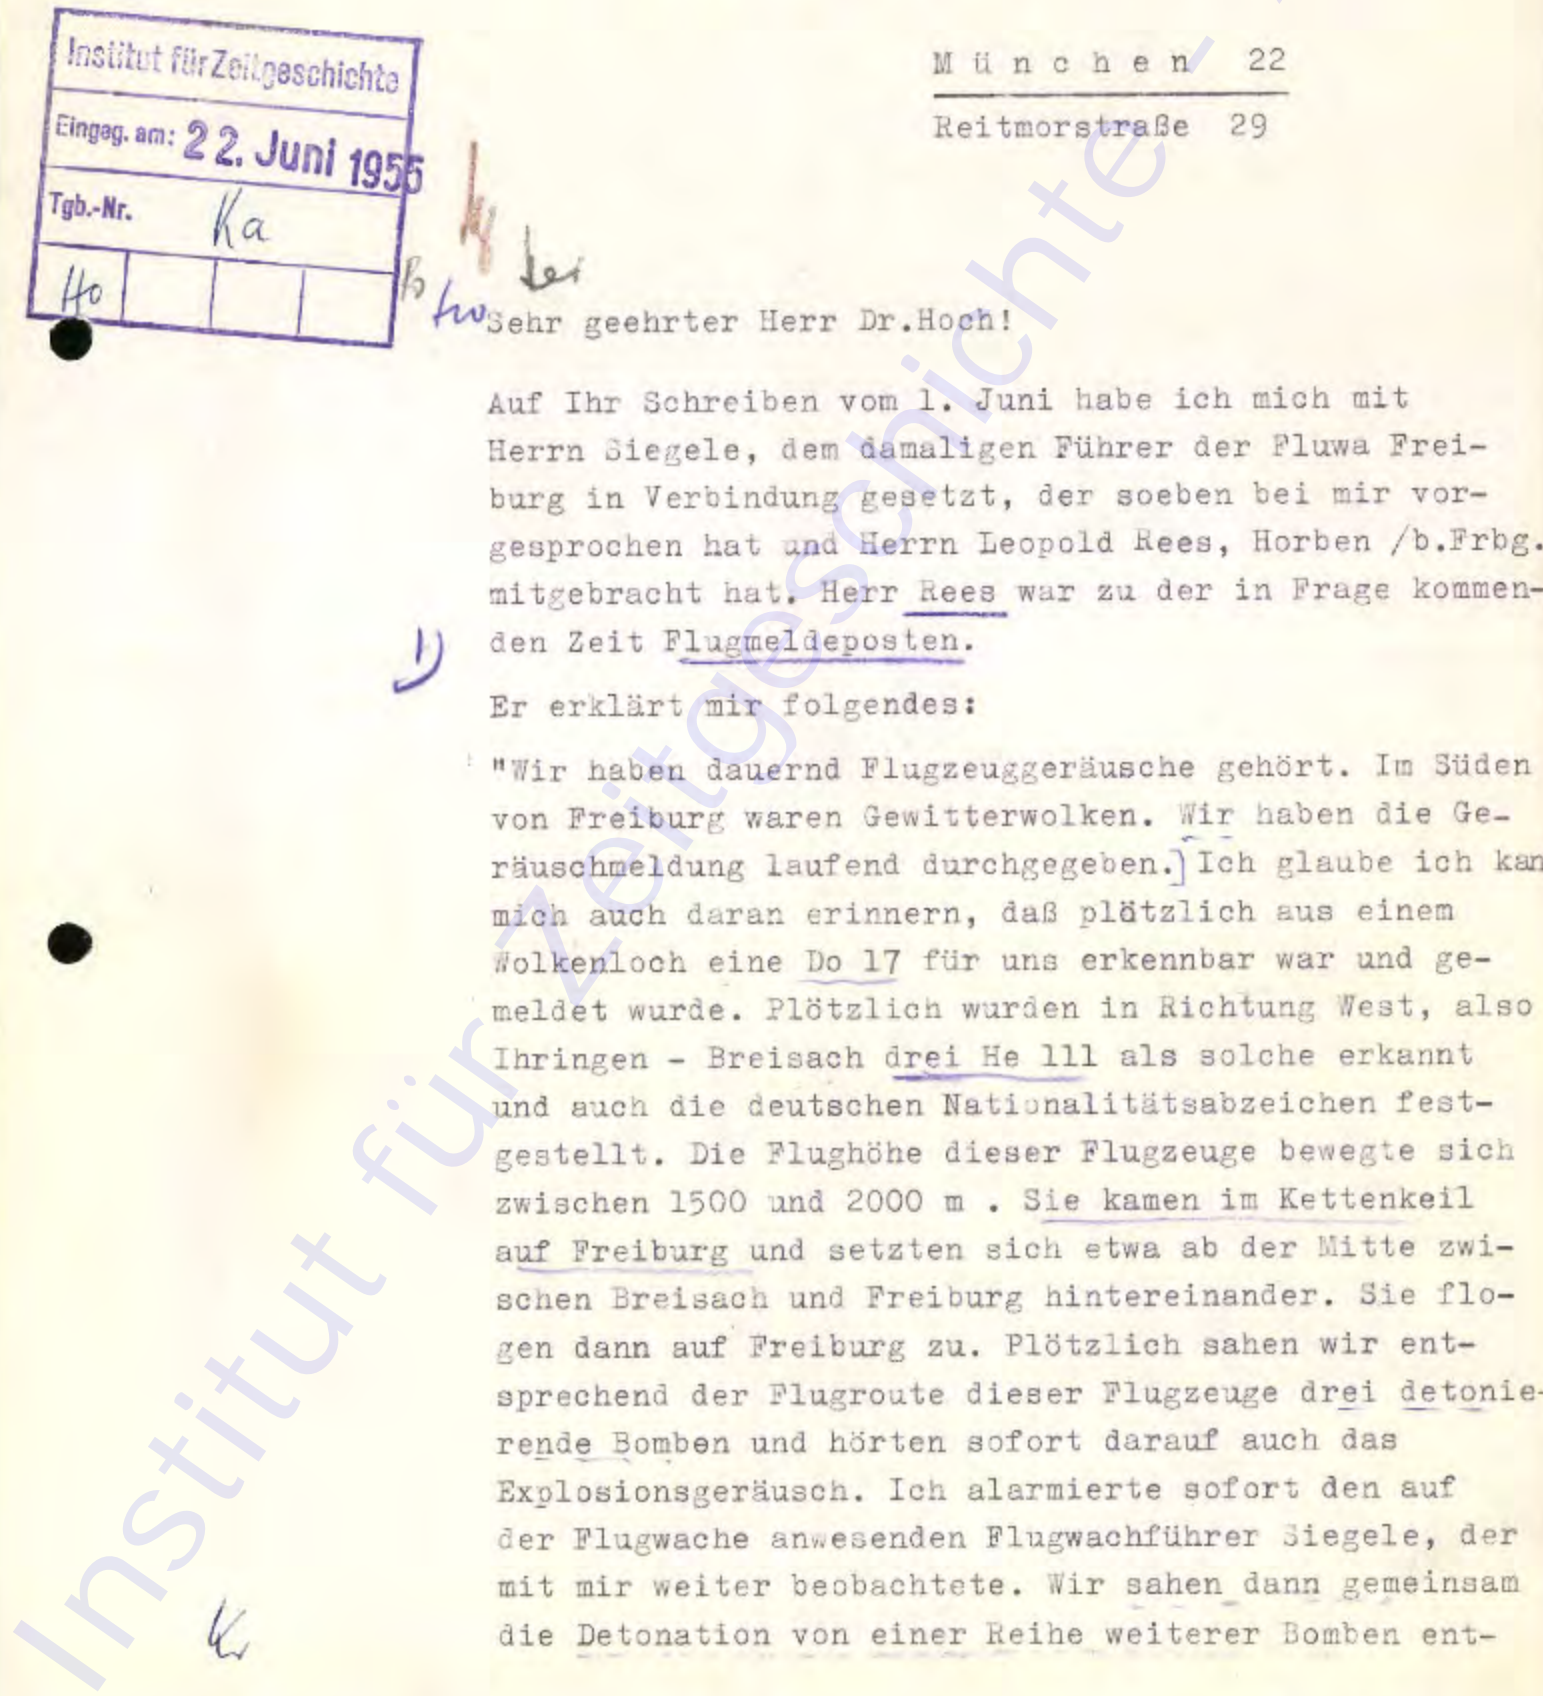 Institut für Zeitgeschichte
Eingeg. am: 22. Juni 1955
Tgb.-Nr. Ka
Ho
München 22
Reitmorstraße 29
Sehr geehrter Herr Dr.Hoch!
Auf Ihr Schreiben vom 1. Juni habe ich mich mit
Herrn Siegele, dem damaligen Führer der Fluwa Frei-
burg in Verbindung gesetzt, der soeben bei mir vor-
gesprochen hat und Herrn Leopold Rees, Horben /b.Frbg.
mitgebracht hat. Herr Rees war zu der in Frage kommen-
1) den Zeit Flugmeldeposten.
Er erklärt mir folgendes:
"Wir haben dauernd Flugzeuggeräusche gehört. Im Süden
von Freiburg waren Gewitterwolken. Wir haben die Ge-
räuschmeldung laufend durchgegeben.] Ich glaube ich kan
mich auch daran erinnern, daß plötzlich aus einem
Wolkenloch eine Do 17 für uns erkennbar war und ge-
meldet wurde. Plötzlich wurden in Richtung West, also
Ihringen - Breisach drei He 111 als solche erkannt
und auch die deutschen Nationalitätsabzeichen fest-
gestellt. Die Flughöhe dieser Flugzeuge bewegte sich
zwischen 1500 und 2000 m . Sie kamen im Kettenkeil
auf Freiburg und setzten sich etwa ab der Mitte zwi-
schen Breisach und Freiburg hintereinander. Sie flo-
gen dann auf Freiburg zu. Plötzlich sahen wir ent-
sprechend der Flugroute dieser Flugzeuge drei detonie-
rende Bomben und hörten sofort darauf auch das
Explosionsgeräusch. Ich alarmierte sofort den auf
der Flugwache anwesenden Flugwachführer Siegele, der
mit mir weiter beobachtete. Wir sahen dann gemeinsam
die Detonation von einer Reihe weiterer Bomben ent-
Institut für Zeitgeschichte -